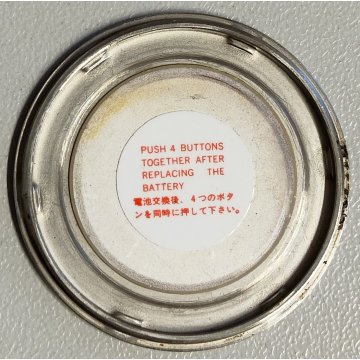 PUSH 4 BUTTONS
TOGETHER AFTER
REPLACING THE
BATTERY
電池交換後、4つのボタ
ンを同時に押して下さい。